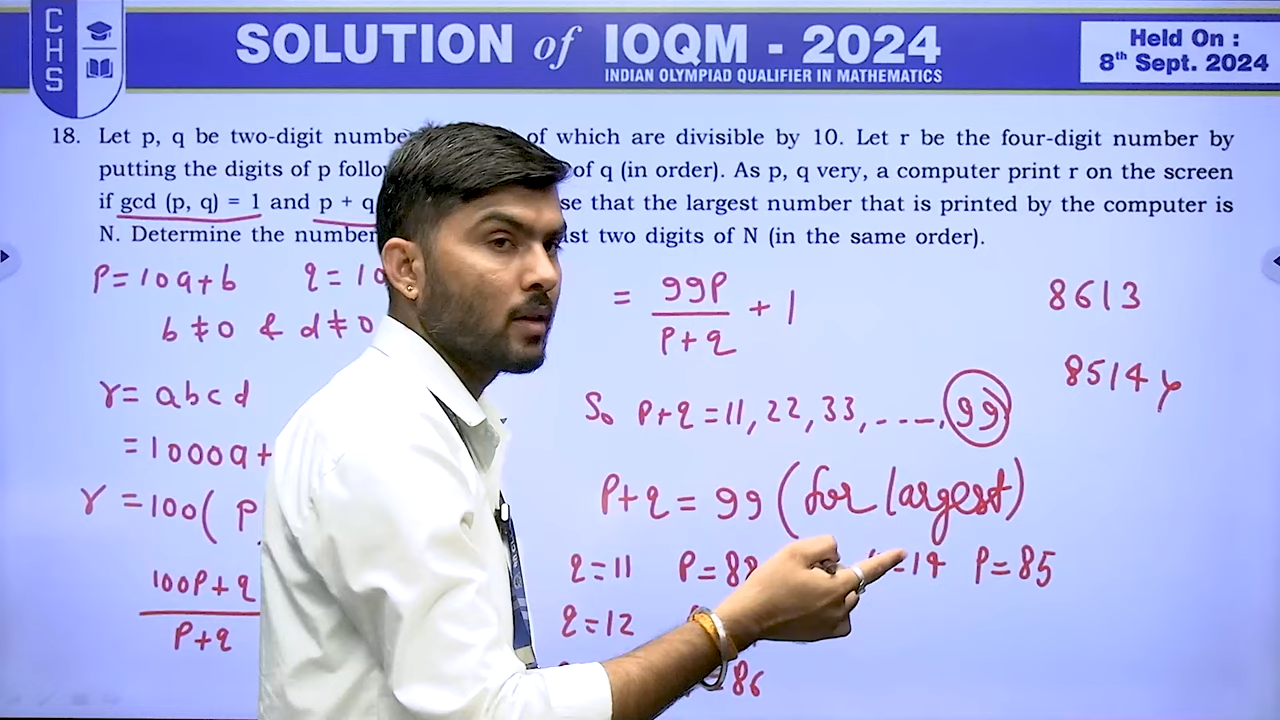 CHS
SOLUTION of IOQM - 2024
INDIAN OLYMPIAD QUALIFIER IN MATHEMATICS
Held On :
8th Sept. 2024
18. Let p, q be two-digit of which are divisible by 10. Let r be the four-digit number by
putting the digits of p of q (in order). As p, q very, a computer print r on the screen
if gcd (p, q) = 1 and p + q that the largest number that is printed by the computer is
N. Determine the number two digits of N (in the same order).
P=10a+b
b≠0 & d≠0
r= abcd
=1000a+
r =100(P
100P+q
P+q
= 99P/P+q + 1
So P+q =11, 22, 33, ----, 99
P+q = 99 (for largest)
q=11 P=88 =14 P=85
q=12
86
8613
8514